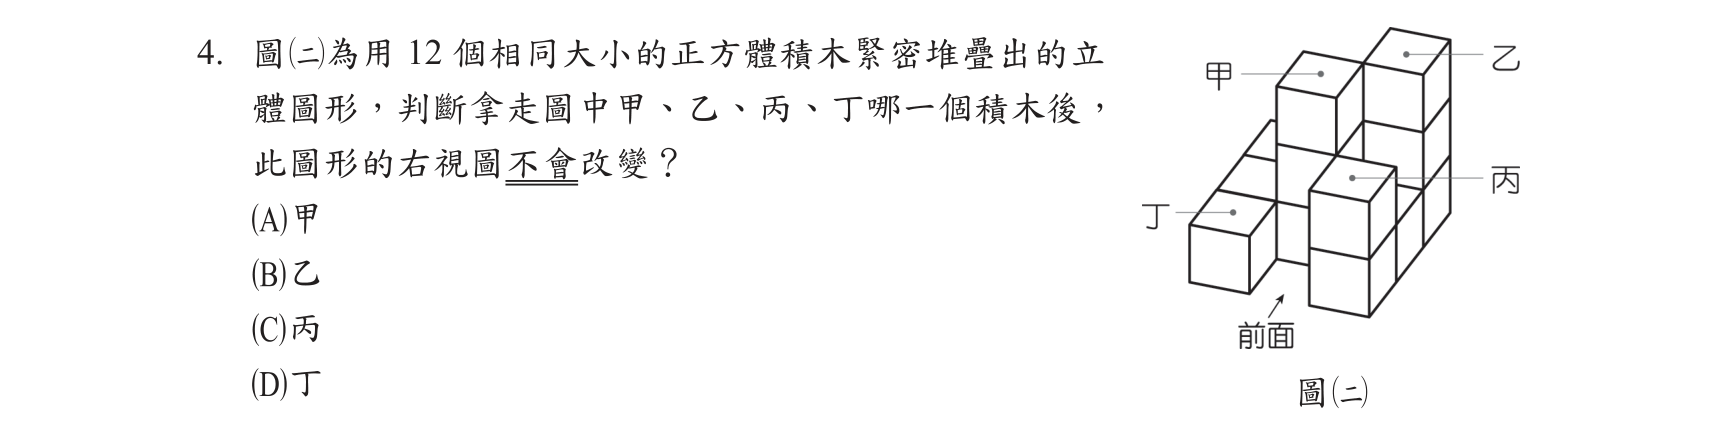 4. 圖㈡為用 12 個相同大小的正方體積木緊密堆疊出的立
體圖形，判斷拿走圖中甲、乙、丙、丁哪一個積木後，
此圖形的右視圖不會改變？
(A)甲
(B)乙
(C)丙
(D)丁
甲
乙
丙
丁
前面
圖㈡